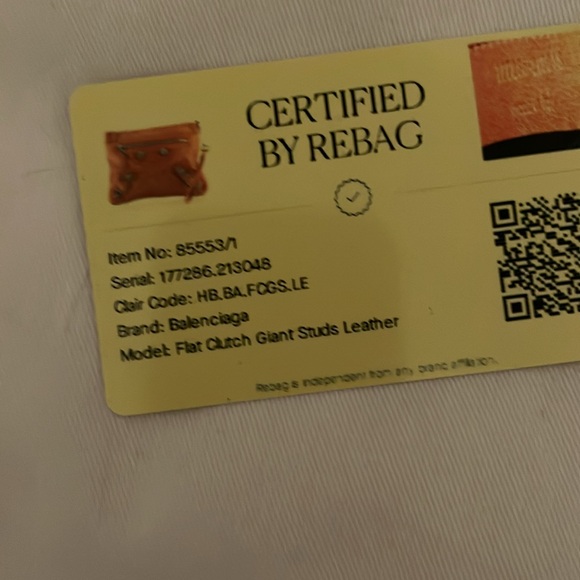 CERTIFIED
BY REBAG
Item No: 85553/1
Serial: 177286.213048
Clair Code: HB.BA.FCGS.LE
Brand: Balenciaga
Model: Flat Clutch Giant Studs Leather
Rebag is independent from any brand affiliation.